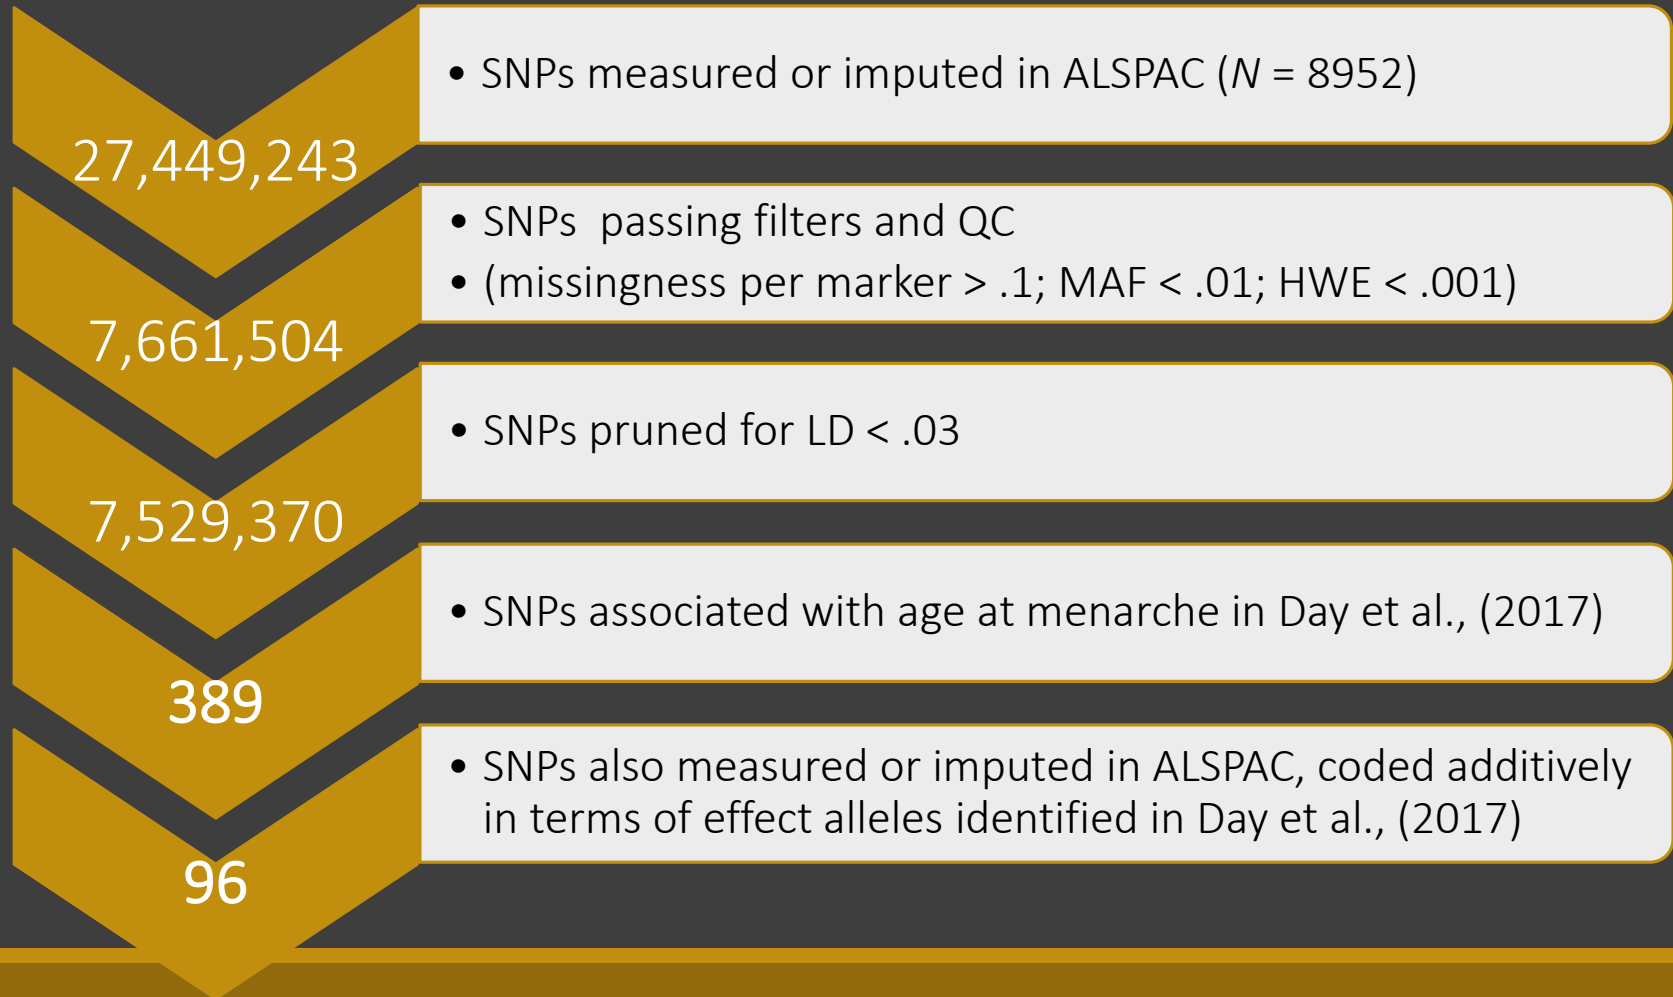 27,449,243
• SNPs measured or imputed in ALSPAC (N = 8952)
7,661,504
• SNPs  passing filters and QC
• (missingness per marker > .1; MAF < .01; HWE < .001)
7,529,370
• SNPs pruned for LD < .03
389
• SNPs associated with age at menarche in Day et al., (2017)
96
• SNPs also measured or imputed in ALSPAC, coded additively
in terms of effect alleles identified in Day et al., (2017)